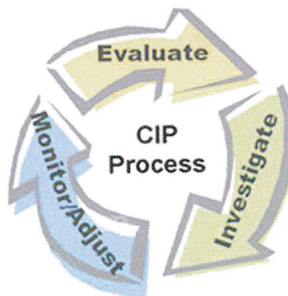 Evaluate
CIP
Process
Investigate
Monitor/Adjust